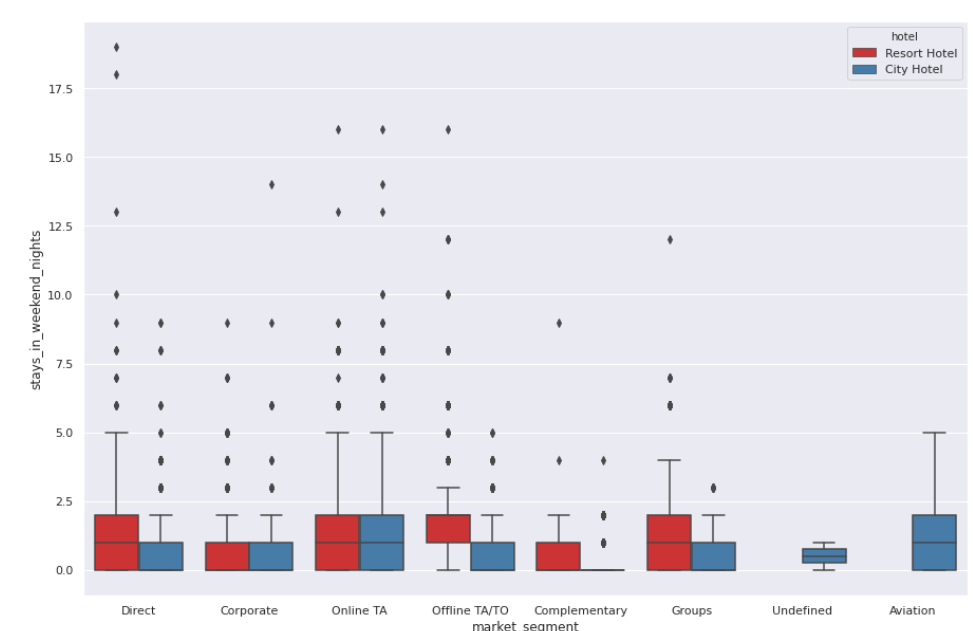 hotel
Resort Hotel
City Hotel
stays_in_weekend_nights
17.5
15.0
12.5
10.0
7.5
5.0
2.5
0.0
Direct Corporate Online TA Offline TA/TO Complementary Groups Undefined Aviation
market_segment